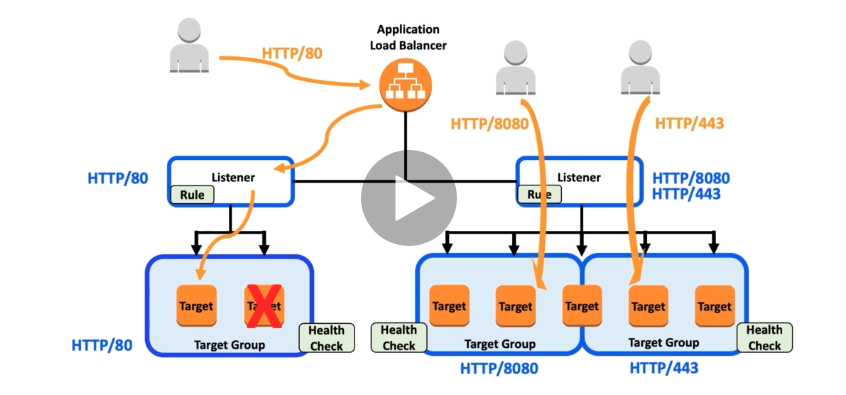 Application
Load Balancer
HTTP/80
HTTP/8080
HTTP/443
HTTP/80
Listener
Rule
Listener
Rule
HTTP/8080
HTTP/443
Target
Target
Target
Target
Target
Target
Health
Check
Health
Check
Health
Check
Target Group
Target Group
Target Group
HTTP/80
HTTP/8080
HTTP/443